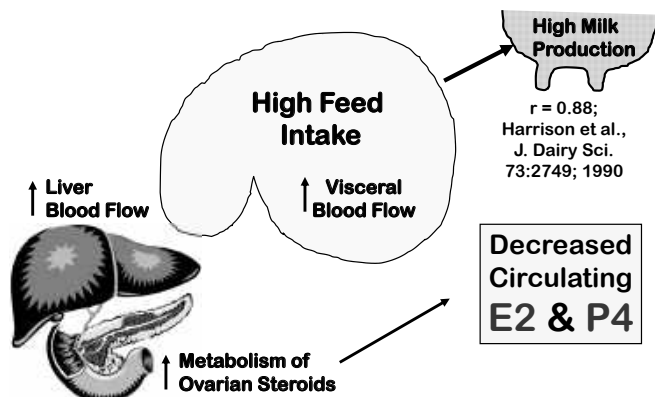 High Feed
Intake
↑ Visceral
Blood Flow
↑ Liver
Blood Flow
↑ Metabolism of
Ovarian Steroids
High Milk
Production
r = 0.88;
Harrison et al.,
J. Dairy Sci.
73:2749; 1990
Decreased
Circulating
E2 & P4